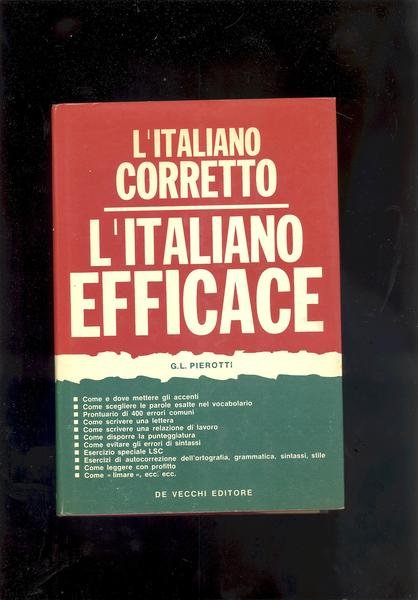 L'ITALIANO
CORRETTO
L'ITALIANO
EFFICACE
G.L. PIEROTTI
■ Come e dove mettere gli accenti
■ Come scegliere le parole esatte nel vocabolario
■ Prontuario di 400 errori comuni
■ Come scrivere una lettera
■ Come scrivere una relazione di lavoro
■ Come disporre la punteggiatura
■ Come evitare gli errori di sintassi
■ Esercizio speciale LSC
■ Esercizi di autocorrezione dell'ortografia, grammatica, sintassi, stile
■ Come leggere con profitto
■ Come « limare », ecc. ecc.
DE VECCHI EDITORE